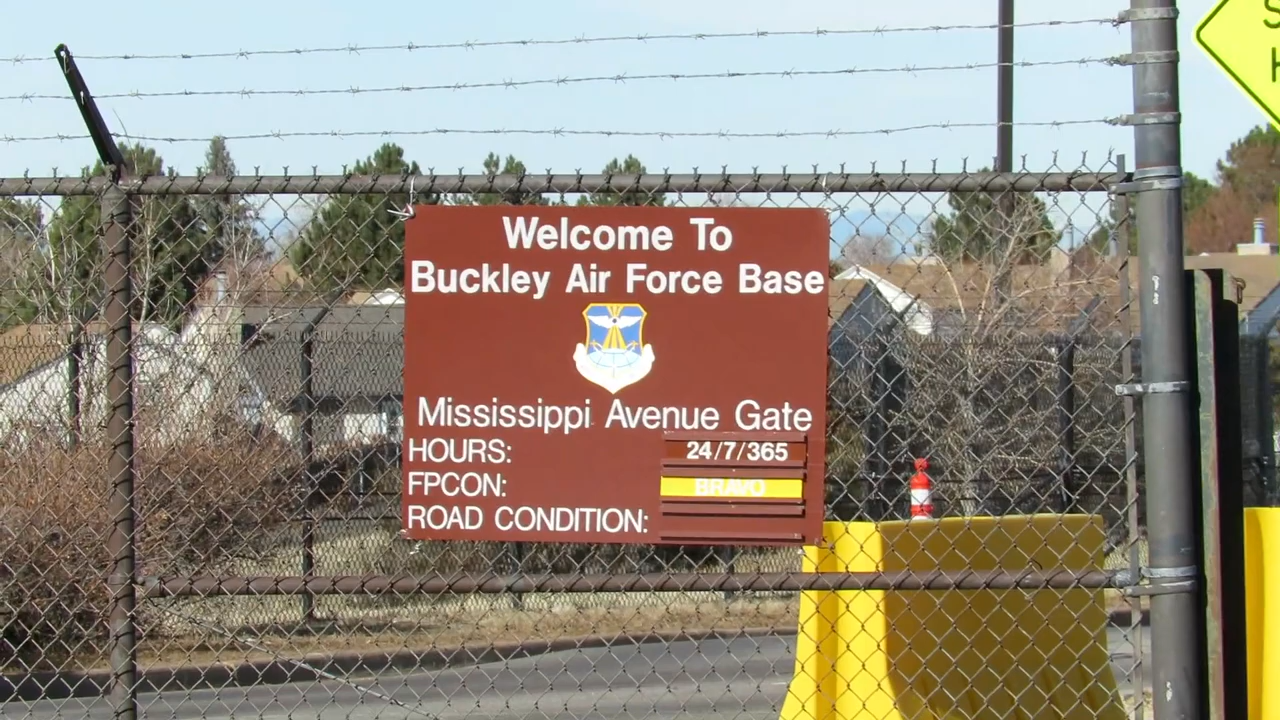 Welcome To
Buckley Air Force Base
Mississippi Avenue Gate
HOURS: 24/7/365
FPCON: BRAVO
ROAD CONDITION: